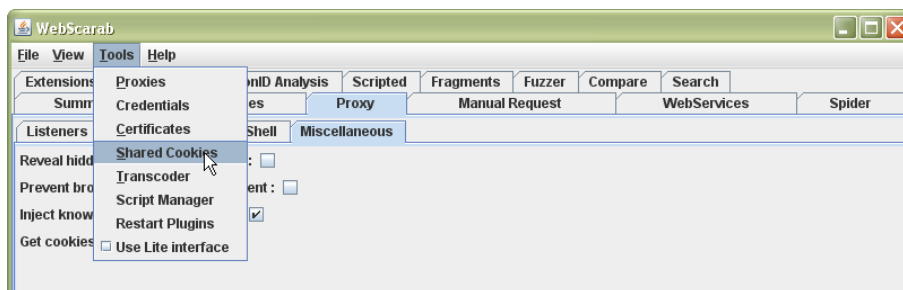 WebScarab
File View Tools Help
Extensions Proxies onID Analysis Scripted Fragments Fuzzer Compare Search
Summ Credentials es Proxy Manual Request WebServices Spider
Listeners Certificates Shell Miscellaneous
Reveal hidd Shared Cookies :
Transcoder
Prevent bro ent :
Script Manager
Inject know
Restart Plugins
Get cookies
Use Lite interface